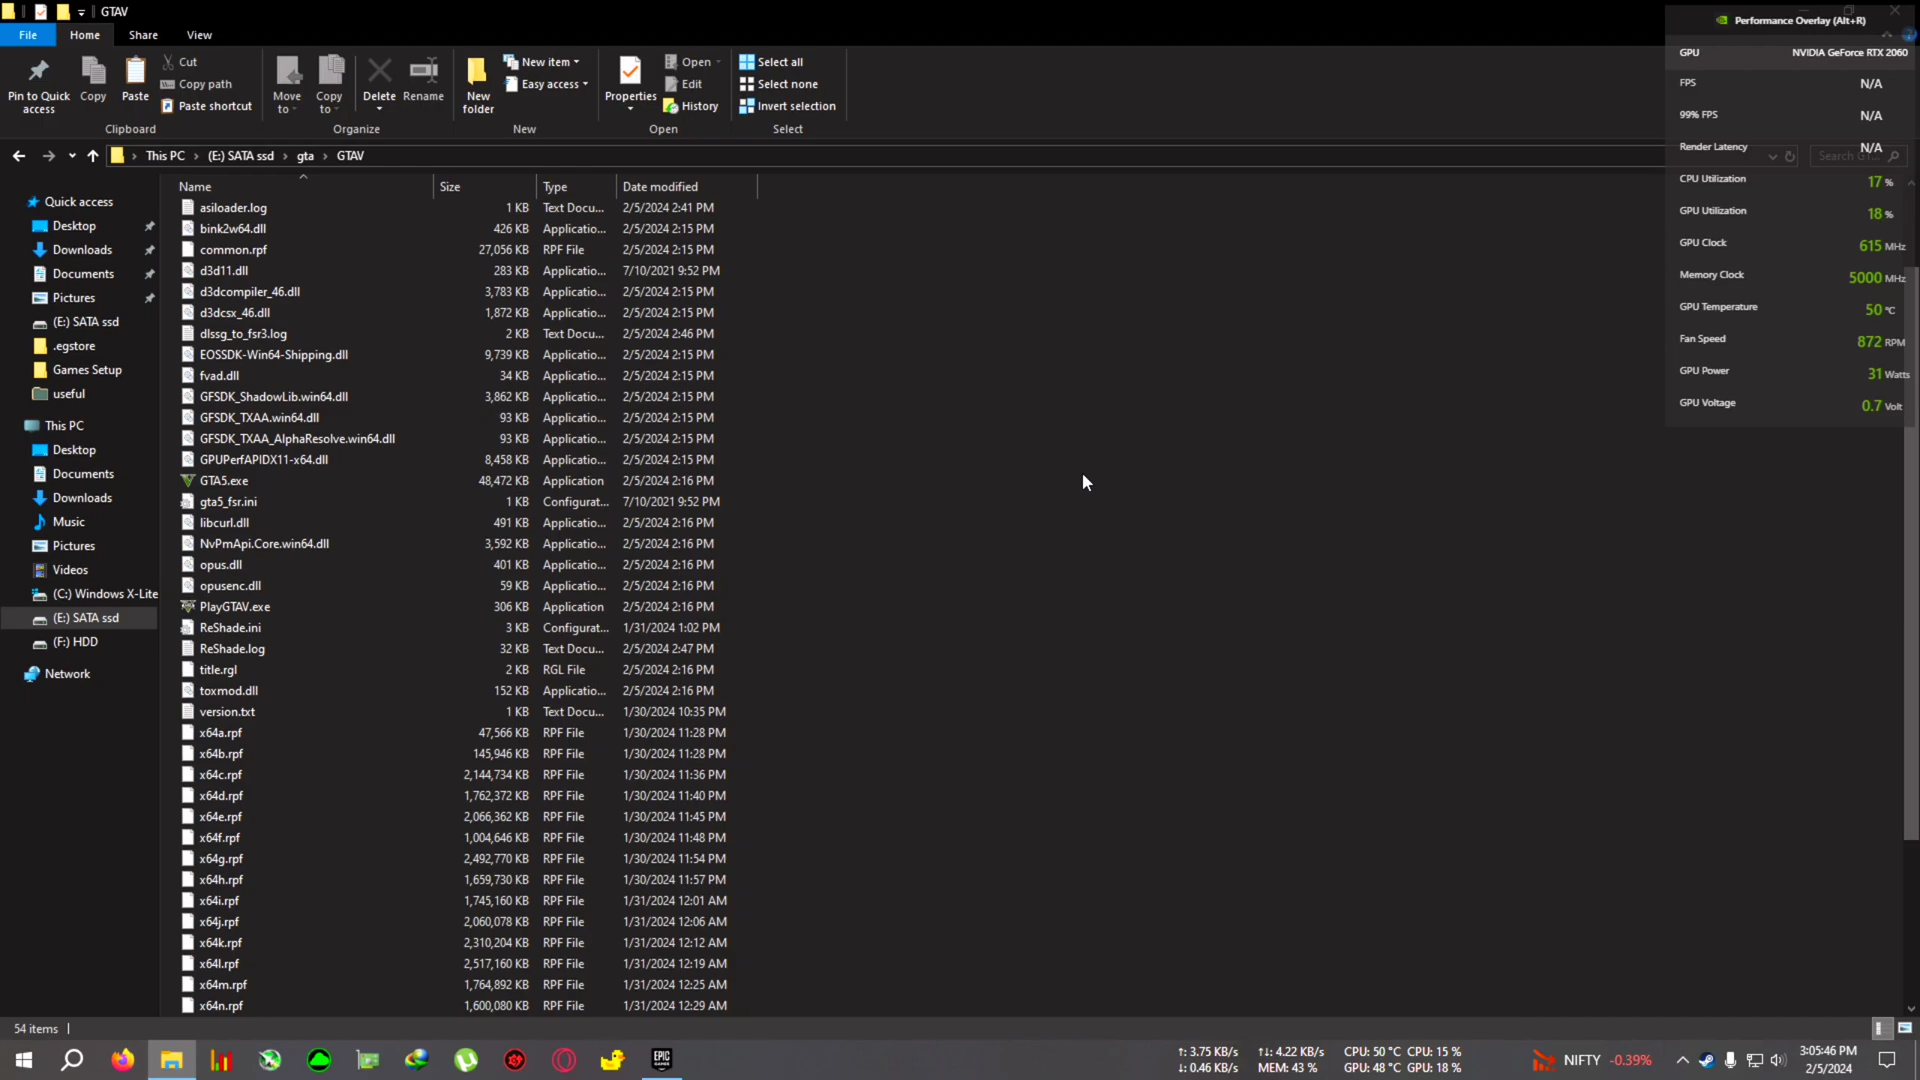 GTAV
File Home Share View
Pin to Quick access
Copy
Paste
Cut
Copy path
Paste shortcut
Clipboard
Move to
Copy to
Delete
Rename
Organize
New folder
New item
Easy access
New
Properties
Open
Edit
History
Open
Select all
Select none
Invert selection
Select
This PC > (E:) SATA ssd > gta > GTAV
Quick access
Desktop
Downloads
Documents
Pictures
(E:) SATA ssd
.egstore
Games Setup
useful
This PC
Desktop
Documents
Downloads
Music
Pictures
Videos
(C:) Windows X-Lite
(E:) SATA ssd
(F:) HDD
Network
Name Size Type Date modified
asiloader.log 1 KB Text Docu... 2/5/2024 2:41 PM
bink2w64.dll 426 KB Applicatio... 2/5/2024 2:15 PM
common.rpf 27,056 KB RPF File 2/5/2024 2:15 PM
d3d11.dll 283 KB Applicatio... 7/10/2021 9:52 PM
d3dcompiler_46.dll 3,783 KB Applicatio... 2/5/2024 2:15 PM
d3dcsx_46.dll 1,872 KB Applicatio... 2/5/2024 2:15 PM
dlssg_to_fsr3.log 2 KB Text Docu... 2/5/2024 2:46 PM
EOSSDK-Win64-Shipping.dll 9,739 KB Applicatio... 2/5/2024 2:15 PM
fvad.dll 34 KB Applicatio... 2/5/2024 2:15 PM
GFSDK_ShadowLib.win64.dll 3,862 KB Applicatio... 2/5/2024 2:15 PM
GFSDK_TXAA.win64.dll 93 KB Applicatio... 2/5/2024 2:15 PM
GFSDK_TXAA_AlphaResolve.win64.dll 93 KB Applicatio... 2/5/2024 2:15 PM
GPUPerfAPIDX11-x64.dll 8,458 KB Applicatio... 2/5/2024 2:15 PM
GTA5.exe 48,472 KB Application 2/5/2024 2:16 PM
gta5_fsr.ini 1 KB Configurat... 7/10/2021 9:52 PM
libcurl.dll 491 KB Applicatio... 2/5/2024 2:16 PM
NvPmApi.Core.win64.dll 3,592 KB Applicatio... 2/5/2024 2:16 PM
opus.dll 401 KB Applicatio... 2/5/2024 2:16 PM
opusenc.dll 59 KB Applicatio... 2/5/2024 2:16 PM
PlayGTAV.exe 306 KB Application 2/5/2024 2:16 PM
ReShade.ini 3 KB Configurat... 1/31/2024 1:02 PM
ReShade.log 32 KB Text Docu... 2/5/2024 2:47 PM
title.rgl 2 KB RGL File 2/5/2024 2:16 PM
toxmod.dll 152 KB Applicatio... 2/5/2024 2:16 PM
version.txt 1 KB Text Docu... 1/30/2024 10:35 PM
x64a.rpf 47,566 KB RPF File 1/30/2024 11:28 PM
x64b.rpf 145,946 KB RPF File 1/30/2024 11:28 PM
x64c.rpf 2,144,734 KB RPF File 1/30/2024 11:36 PM
x64d.rpf 1,762,372 KB RPF File 1/30/2024 11:40 PM
x64e.rpf 2,066,362 KB RPF File 1/30/2024 11:45 PM
x64f.rpf 1,004,646 KB RPF File 1/30/2024 11:48 PM
x64g.rpf 2,492,770 KB RPF File 1/30/2024 11:54 PM
x64h.rpf 1,659,730 KB RPF File 1/30/2024 11:57 PM
x64i.rpf 1,745,160 KB RPF File 1/31/2024 12:01 AM
x64j.rpf 2,060,078 KB RPF File 1/31/2024 12:06 AM
x64k.rpf 2,310,204 KB RPF File 1/31/2024 12:12 AM
x64l.rpf 2,517,160 KB RPF File 1/31/2024 12:19 AM
x64m.rpf 1,764,892 KB RPF File 1/31/2024 12:25 AM
x64n.rpf 1,600,080 KB RPF File 1/31/2024 12:29 AM
Performance Overlay (Alt+R)
GPU NVIDIA GeForce RTX 2060
FPS N/A
99% FPS N/A
Render Latency N/A
Search
CPU Utilization 17 %
GPU Utilization 18 %
GPU Clock 615 MHz
Memory Clock 5000 MHz
GPU Temperature 50 °C
Fan Speed 872 RPM
GPU Power 31 Watts
GPU Voltage 0.7 Volt
54 items
EPIC GAMES
↑: 3.75 KB/s ↑↓: 4.22 KB/s CPU: 50 °C CPU: 15 %
↓: 0.46 KB/s MEM: 43 % GPU: 48 °C GPU: 18 %
NIFTY -0.39%
3:05:46 PM
2/5/2024